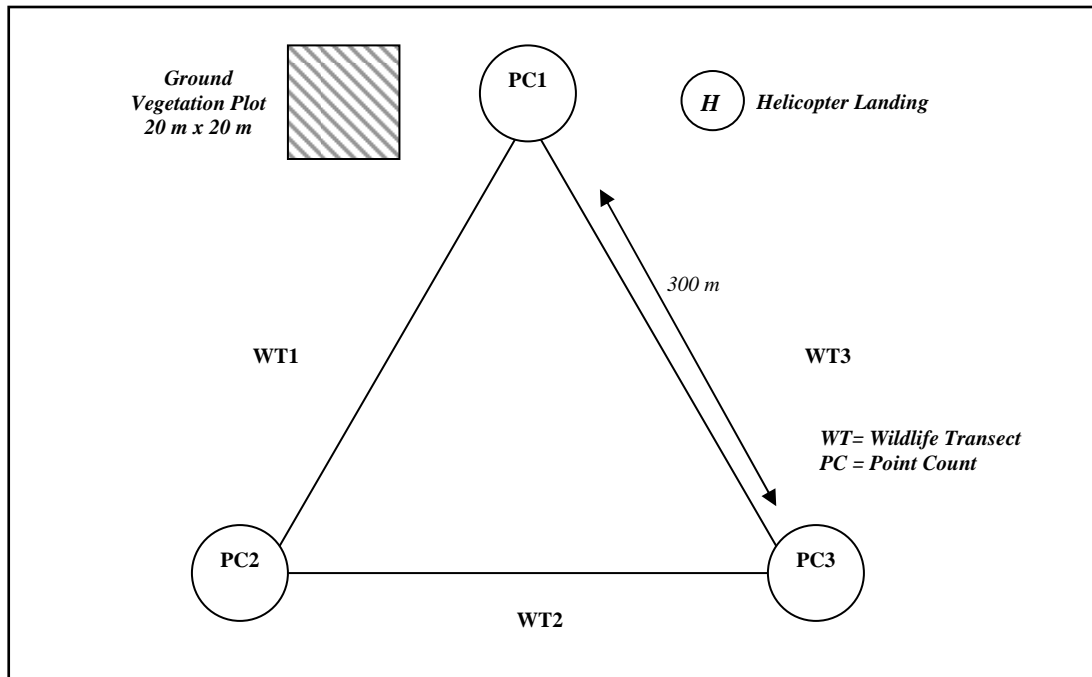 Ground
Vegetation Plot
20 m x 20 m
PC1
H
Helicopter Landing
300 m
WT1
WT3
WT= Wildlife Transect
PC = Point Count
PC2
PC3
WT2